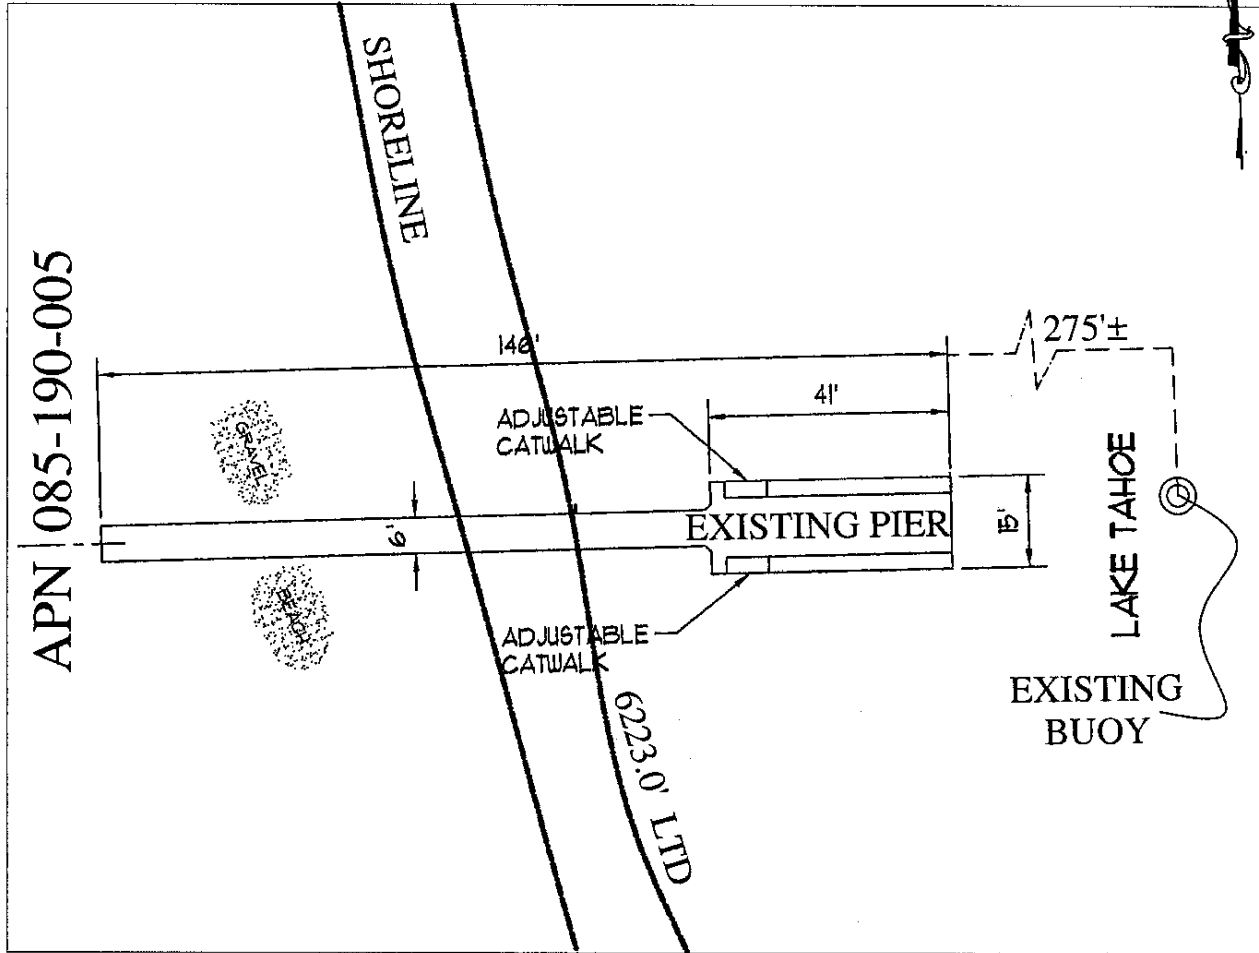 APN 085-190-005
SHORELINE
146'
275'±
41'
ADJUSTABLE
CATWALK
GRAVEL
LAKE TAHOE
6'
EXISTING PIER
15'
BEACH
ADJUSTABLE
CATWALK
6223.0' LTD
EXISTING
BUOY